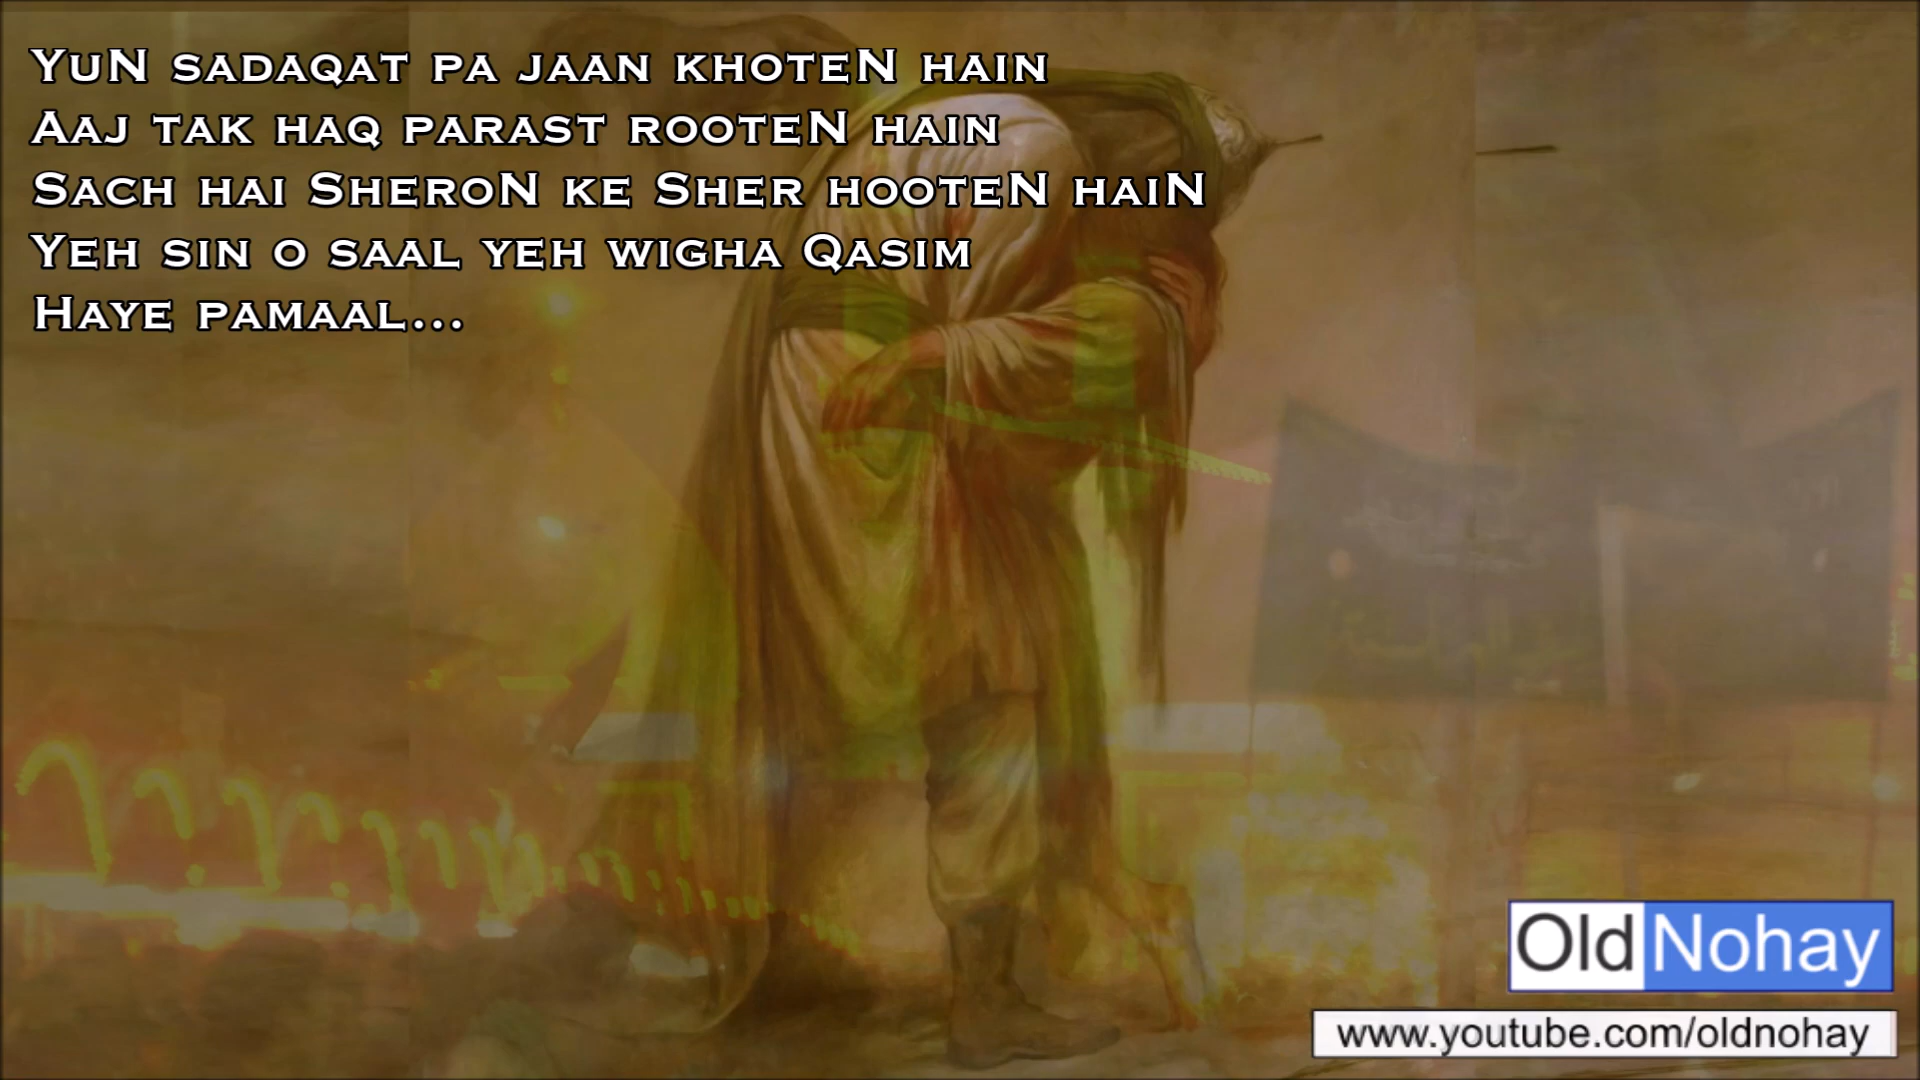 YuN sadaqat pa jaan khoteN hain
Aaj tak haq parast rooteN hain
Sach hai SheroN ke Sher hooteN haiN
Yeh sin o saal yeh wigha Qasim
Haye pamaal...
OldNohay
www.youtube.com/oldnohay